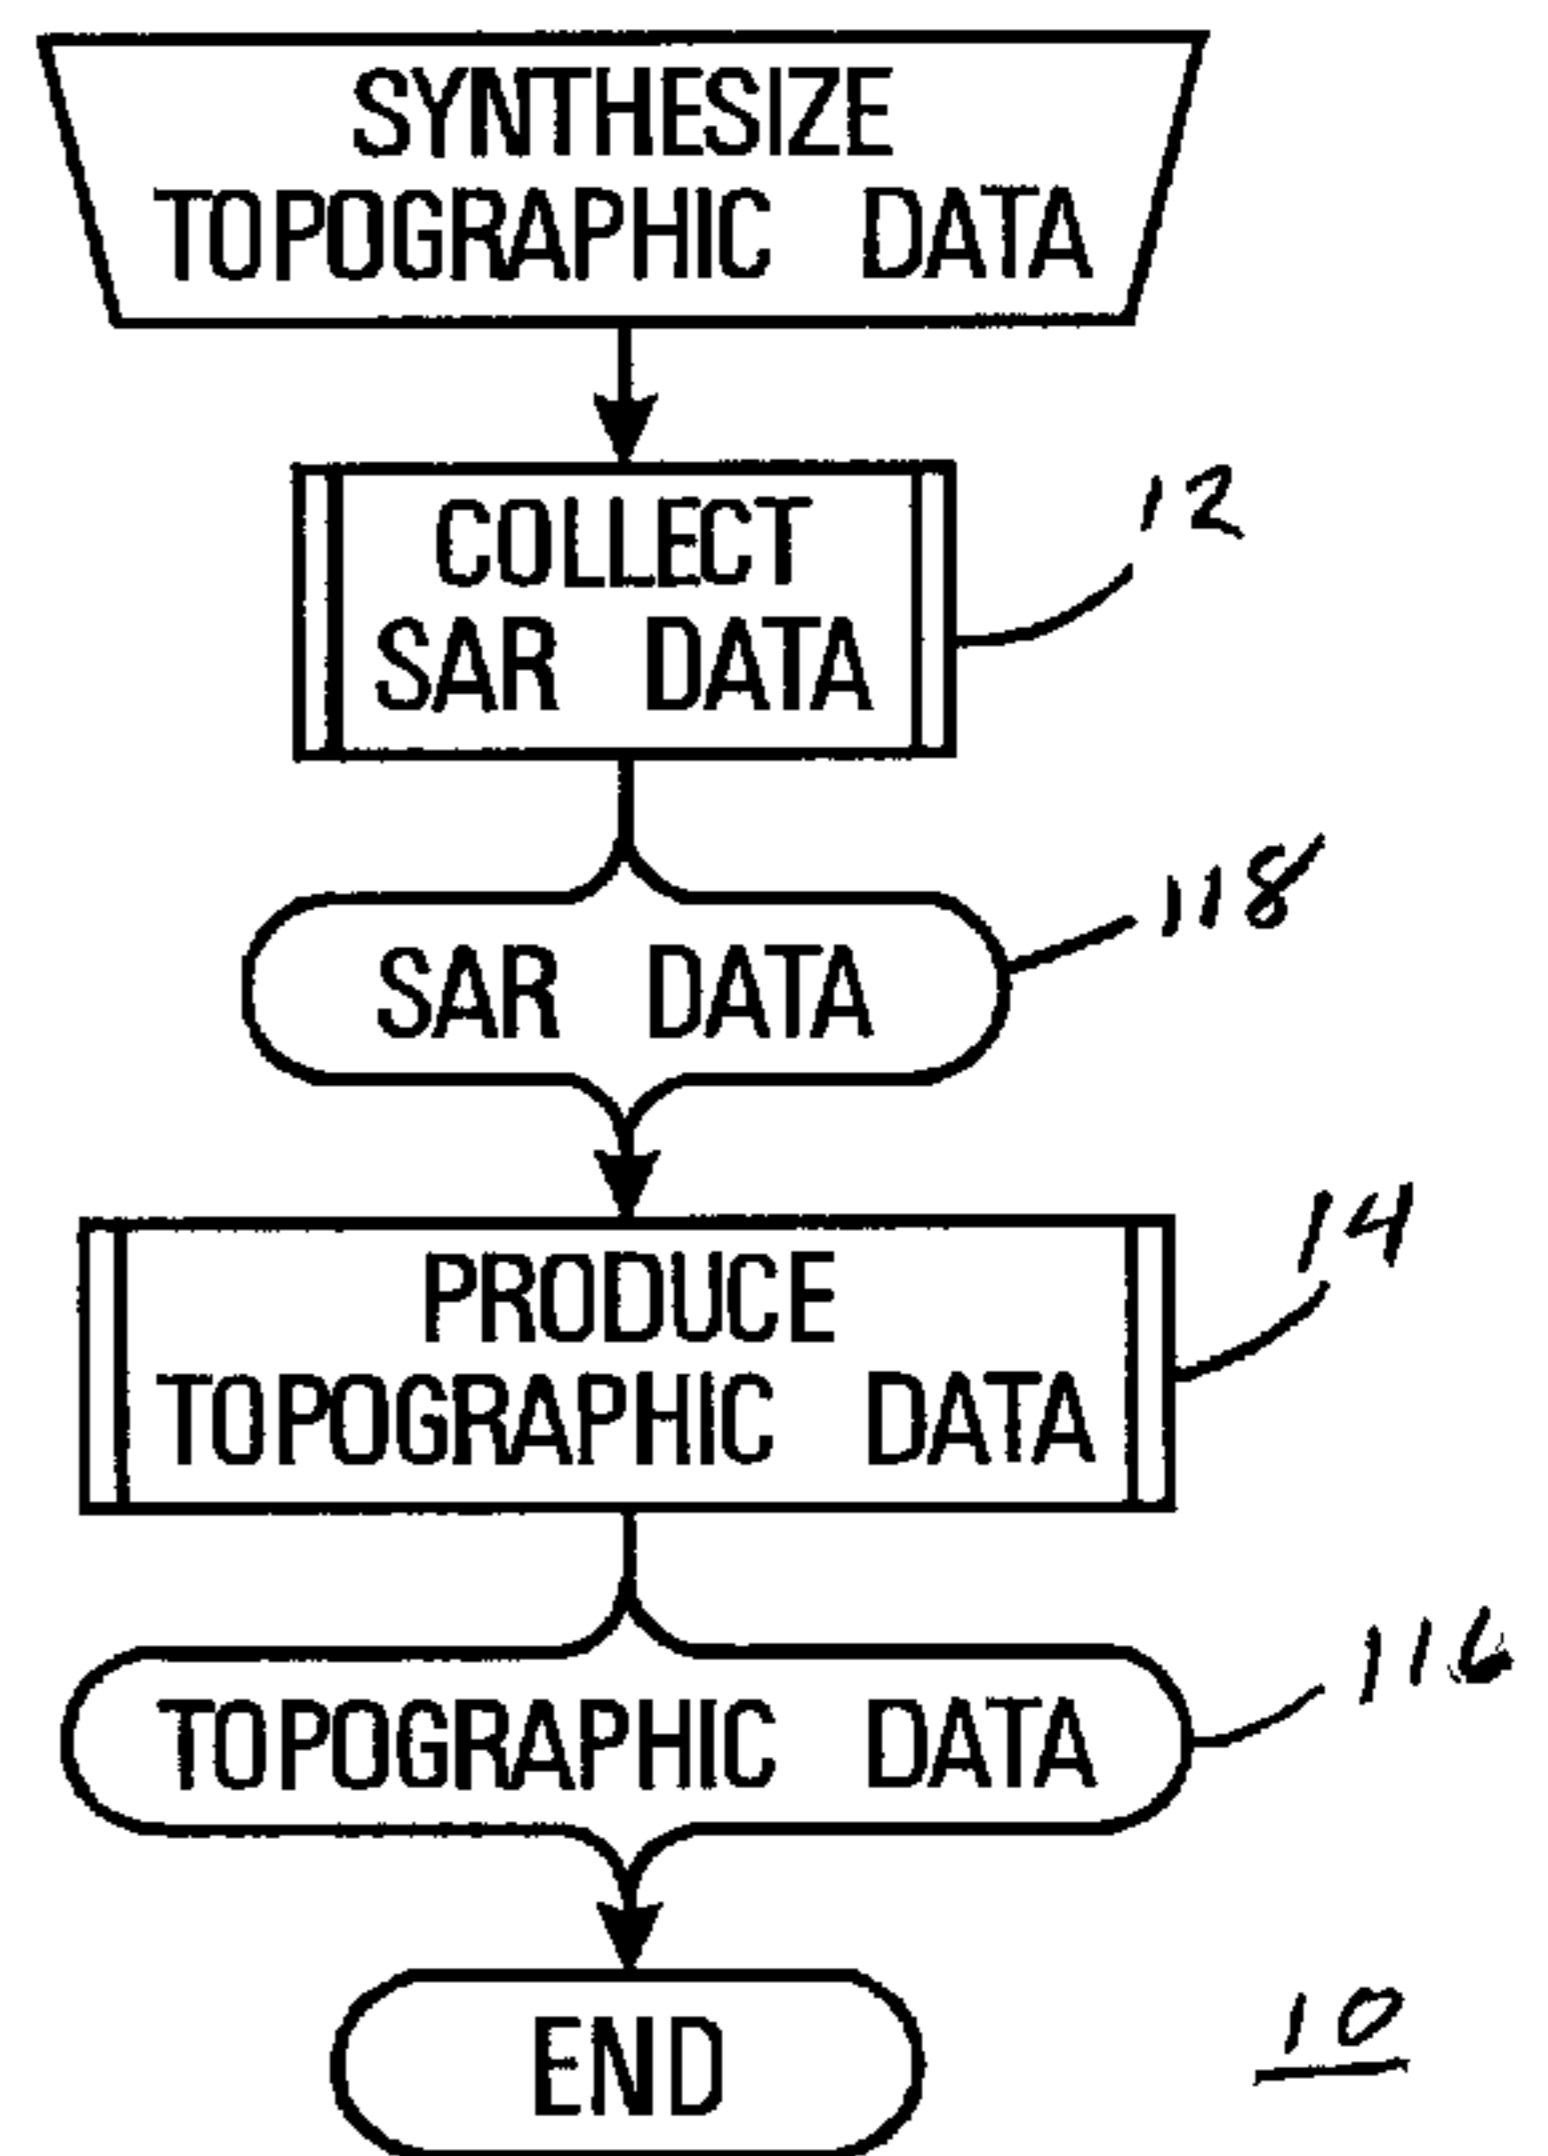 SYNTHESIZE
TOPOGRAPHIC DATA
COLLECT
SAR DATA
12
SAR DATA
118
PRODUCE
TOPOGRAPHIC DATA
14
TOPOGRAPHIC DATA
116
END
10